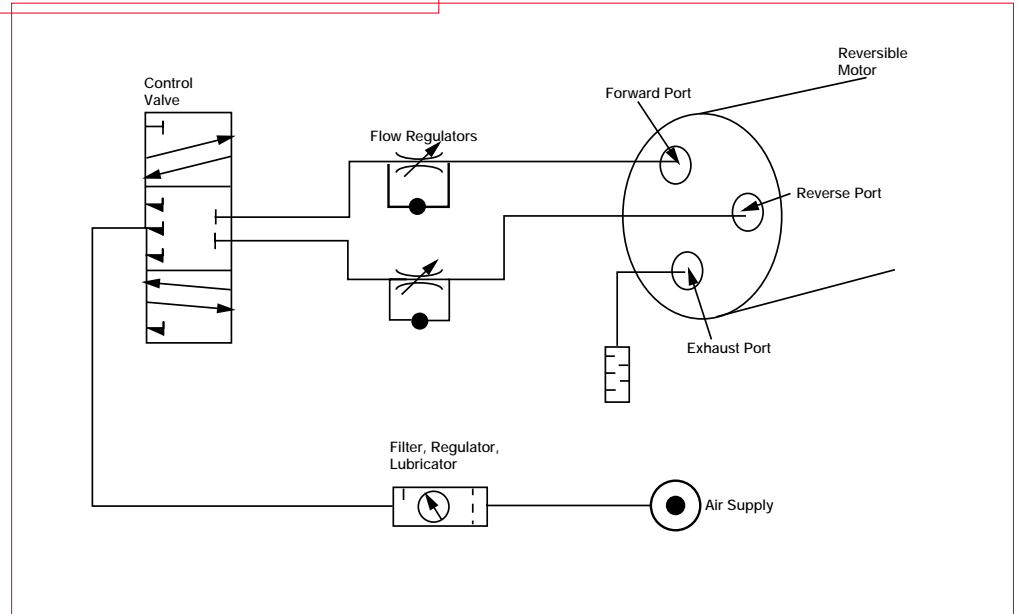 Reversible
Motor
Control
Valve
Forward Port
Flow Regulators
Reverse Port
Exhaust Port
Filter, Regulator,
Lubricator
Air Supply